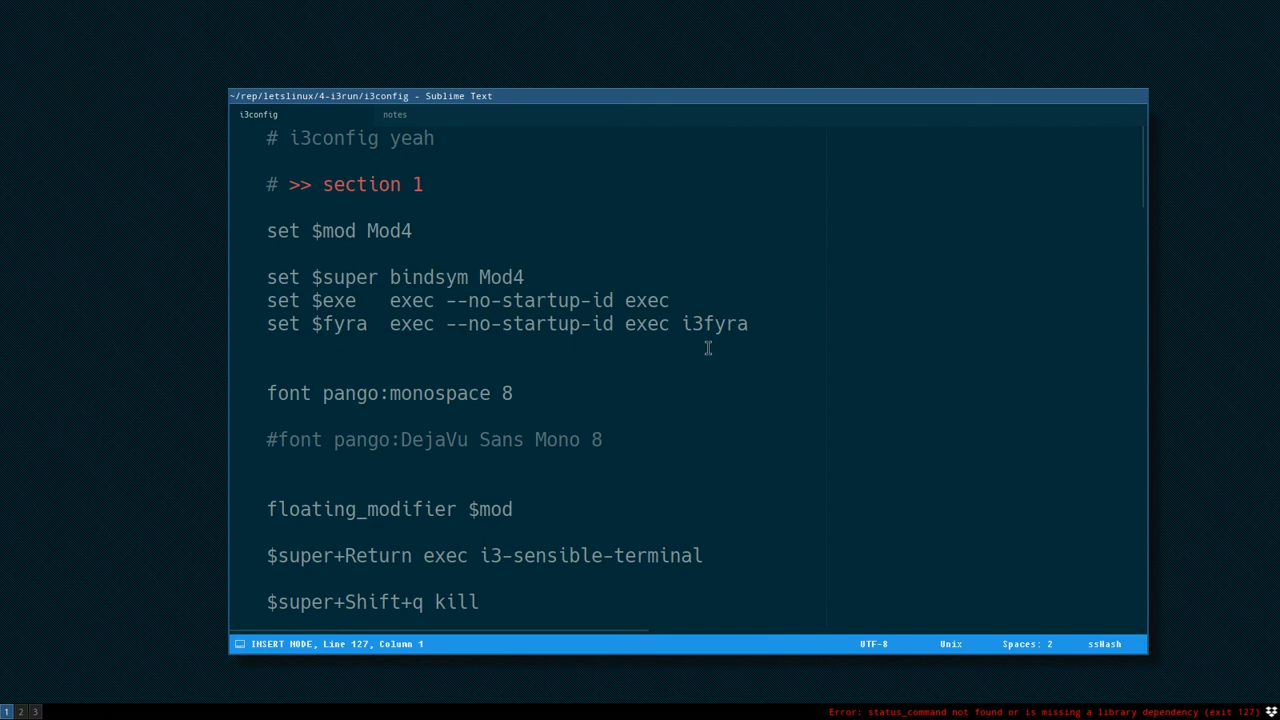 ~/rep/letslinux/4-i3run/i3config - Sublime Text
i3config notes
# i3config yeah
# >> section 1
set $mod Mod4
set $super bindsym Mod4
set $exe   exec --no-startup-id exec
set $fyra  exec --no-startup-id exec i3fyra
font pango:monospace 8
#font pango:DejaVu Sans Mono 8
floating_modifier $mod
$super+Return exec i3-sensible-terminal
$super+Shift+q kill
INSERT MODE, Line 127, Column 1 UTF-8 Unix Spaces: 2 ssHash
1 2 3 Error: status_command not found or is missing a library dependency (exit 127)